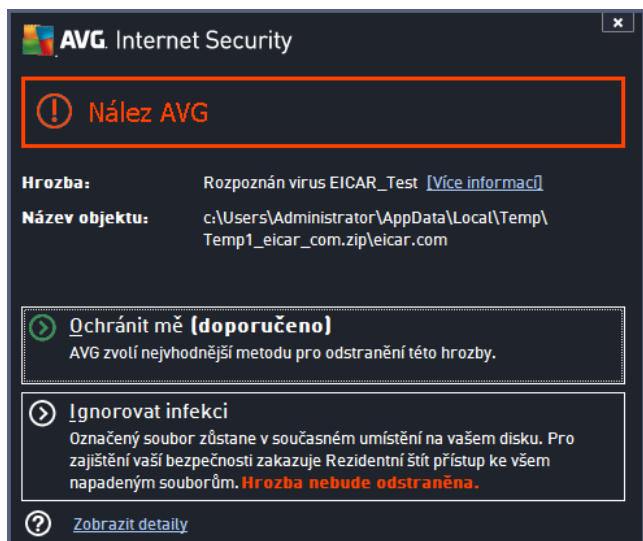 AVG. Internet Security
Nález AVG
Hrozba: Rozpoznán virus EICAR_Test [Více informací]
Název objektu: c:\Users\Administrator\AppData\Local\Temp\
Temp1_eicar_com.zip\eicar.com
Ochránit mě (doporučeno)
AVG zvolí nejvhodnější metodu pro odstranění této hrozby.
Ignorovat infekci
Označený soubor zůstane v současném umístění na vašem disku. Pro
zajištění vaší bezpečnosti zakazuje Rezidentní štít přístup ke všem
napadeným souborům. Hrozba nebude odstraněna.
Zobrazit detaily